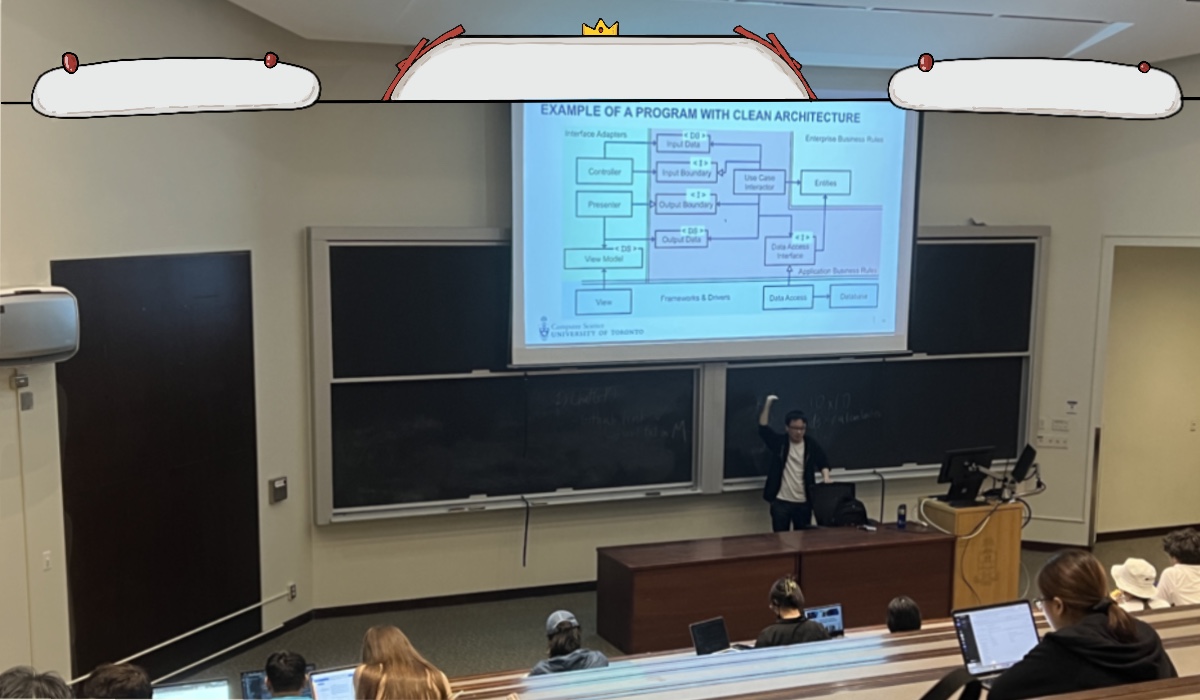 EXAMPLE OF A PROGRAM WITH CLEAN ARCHITECTURE
Interface Adapters
< DS >
Input Data
Enterprise Business Rules
Controller
< I >
Input Boundary
Use Case
Interactor
Entities
Presenter
< I >
Output Boundary
< DS >
Output Data
< I >
Data Access
Interface
< DS >
View Model
Application Business Rules
View
Frameworks & Drivers
Data Access
Database
Computer Science
UNIVERSITY OF TORONTO